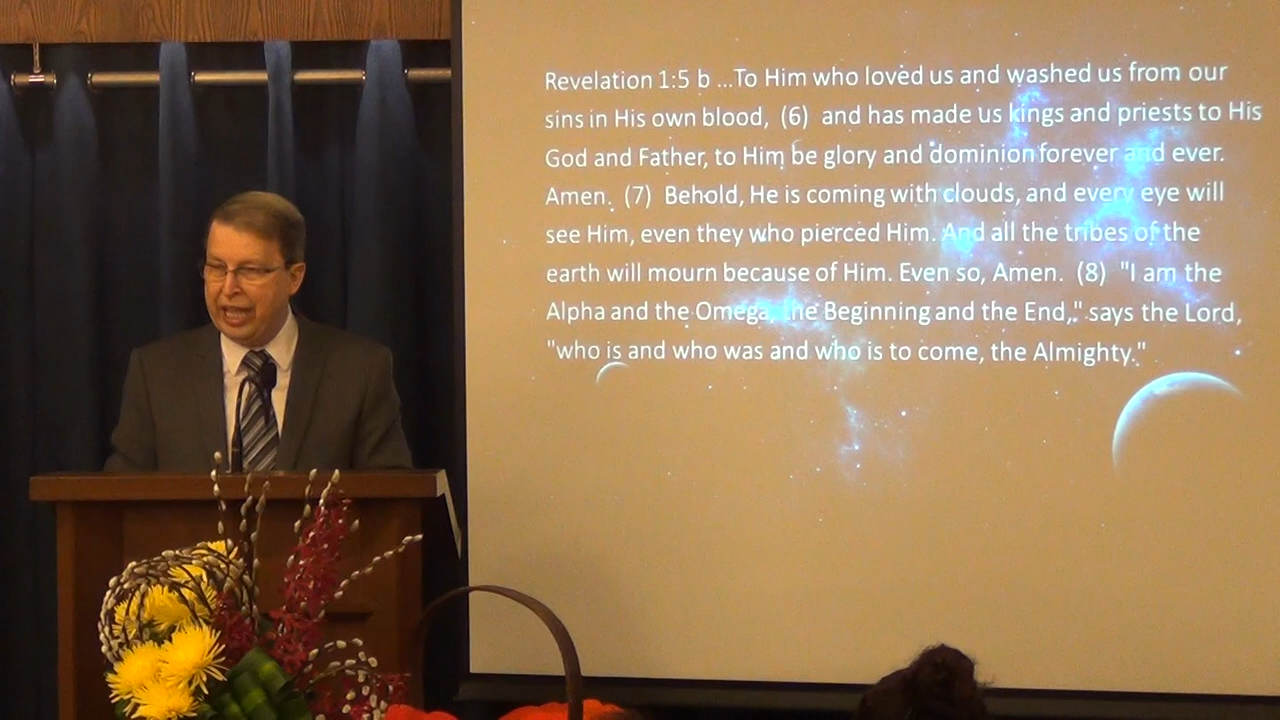 Revelation 1:5 b ...To Him who loved us and washed us from our
sins in His own blood, (6) and has made us kings and priests to His
God and Father, to Him be glory and dominion forever and ever.
Amen. (7) Behold, He is coming with clouds, and every eye will
see Him, even they who pierced Him. And all the tribes of the
earth will mourn because of Him. Even so, Amen. (8) "I am the
Alpha and the Omega, the Beginning and the End," says the Lord,
"who is and who was and who is to come, the Almighty."